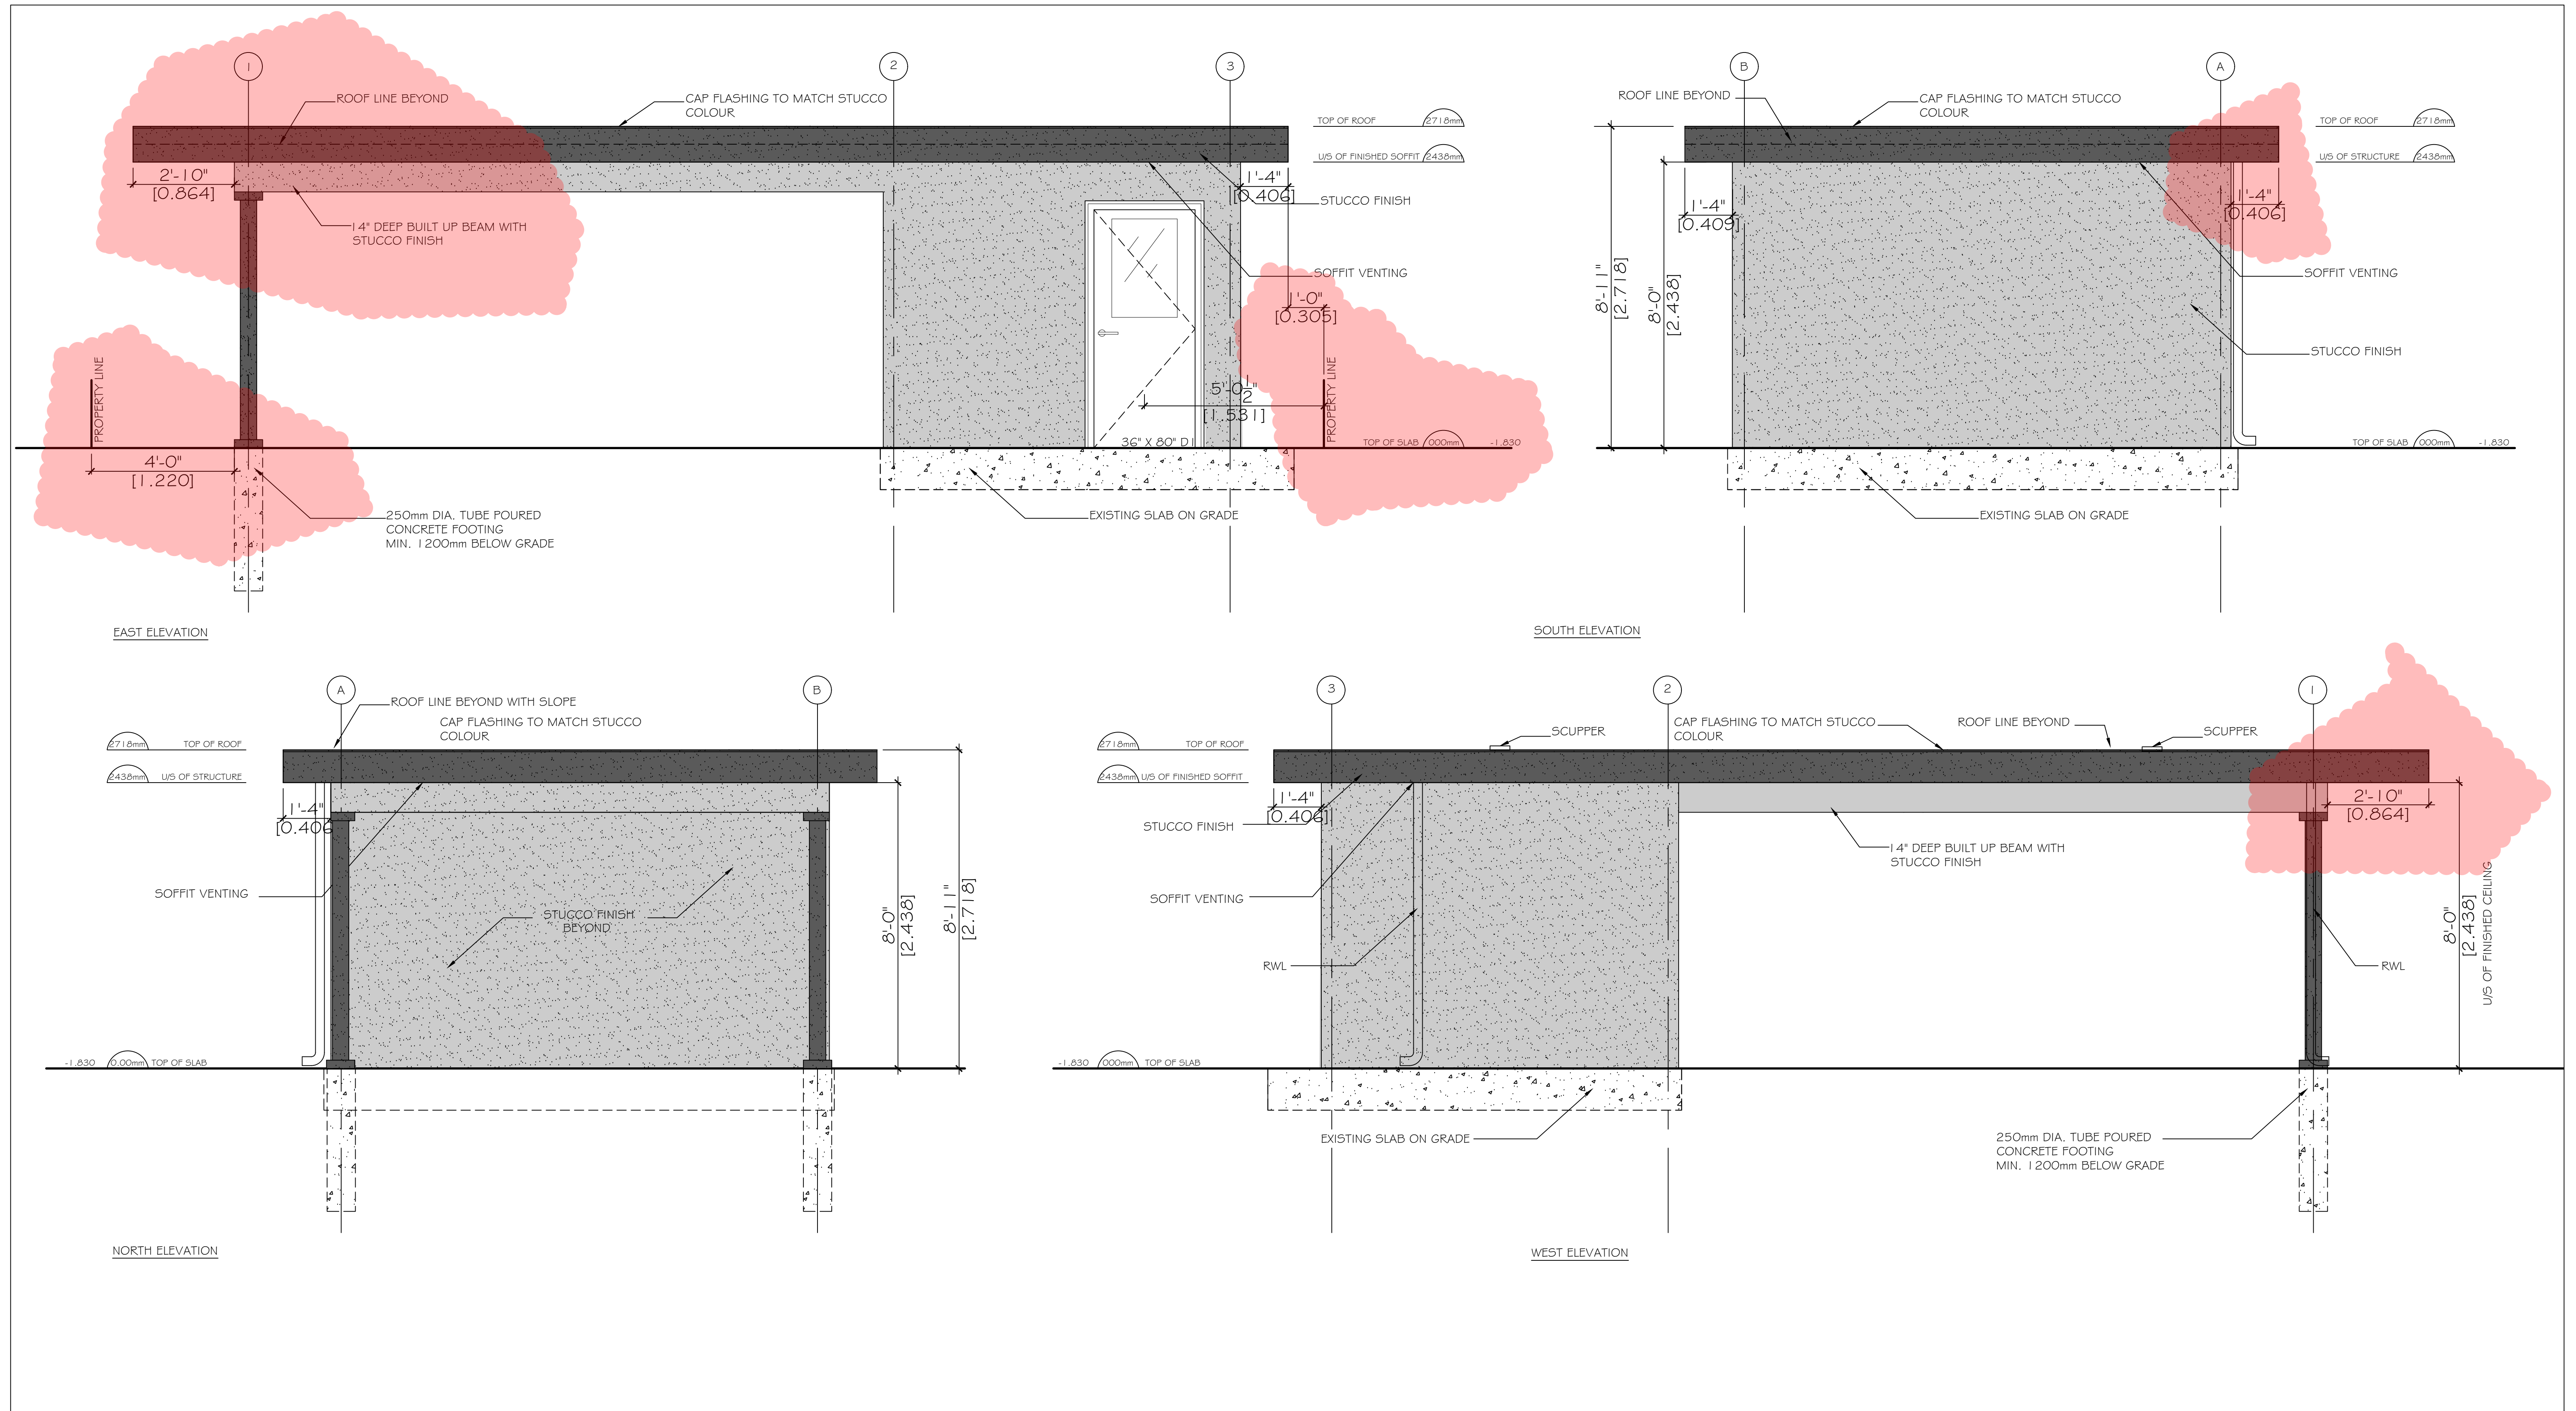 1
2
3
ROOF LINE BEYOND
CAP FLASHING TO MATCH STUCCO
COLOUR
TOP OF ROOF 2718mm
U/S OF FINISHED SOFFIT 2438mm
2'-10"
[0.864]
1'-4"
[0.406]
STUCCO FINISH
14" DEEP BUILT UP BEAM WITH
STUCCO FINISH
SOFFIT VENTING
1'-0"
[0.305]
PROPERTY LINE
5'-0 1/2"
[1.531]
PROPERTY LINE
36" X 80" D1
TOP OF SLAB 000mm -1.830
4'-0"
[1.220]
250mm DIA. TUBE POURED
CONCRETE FOOTING
MIN. 1200mm BELOW GRADE
EXISTING SLAB ON GRADE
EAST ELEVATION
B
A
ROOF LINE BEYOND
CAP FLASHING TO MATCH STUCCO
COLOUR
TOP OF ROOF 2718mm
U/S OF STRUCTURE 2438mm
1'-4"
[0.409]
1'-4"
[0.406]
8'-11"
[2.718]
8'-0"
[2.438]
SOFFIT VENTING
STUCCO FINISH
TOP OF SLAB 000mm -1.830
EXISTING SLAB ON GRADE
SOUTH ELEVATION
A
B
ROOF LINE BEYOND WITH SLOPE
CAP FLASHING TO MATCH STUCCO
COLOUR
2718mm TOP OF ROOF
2438mm U/S OF STRUCTURE
1'-4"
[0.406
SOFFIT VENTING
STUCCO FINISH
BEYOND
8'-0"
[2.438]
8'-11"
[2.718]
-1.830 0.00mm TOP OF SLAB
NORTH ELEVATION
3
2
1
SCUPPER
CAP FLASHING TO MATCH STUCCO
COLOUR
ROOF LINE BEYOND
SCUPPER
2718mm TOP OF ROOF
2438mm U/S OF FINISHED SOFFIT
1'-4"
[0.406]
2'-10"
[0.864]
STUCCO FINISH
14" DEEP BUILT UP BEAM WITH
STUCCO FINISH
SOFFIT VENTING
RWL
RWL
8'-0"
[2.438]
U/S OF FINISHED CEILING
-1.830 000mm TOP OF SLAB
EXISTING SLAB ON GRADE
250mm DIA. TUBE POURED
CONCRETE FOOTING
MIN. 1200mm BELOW GRADE
WEST ELEVATION